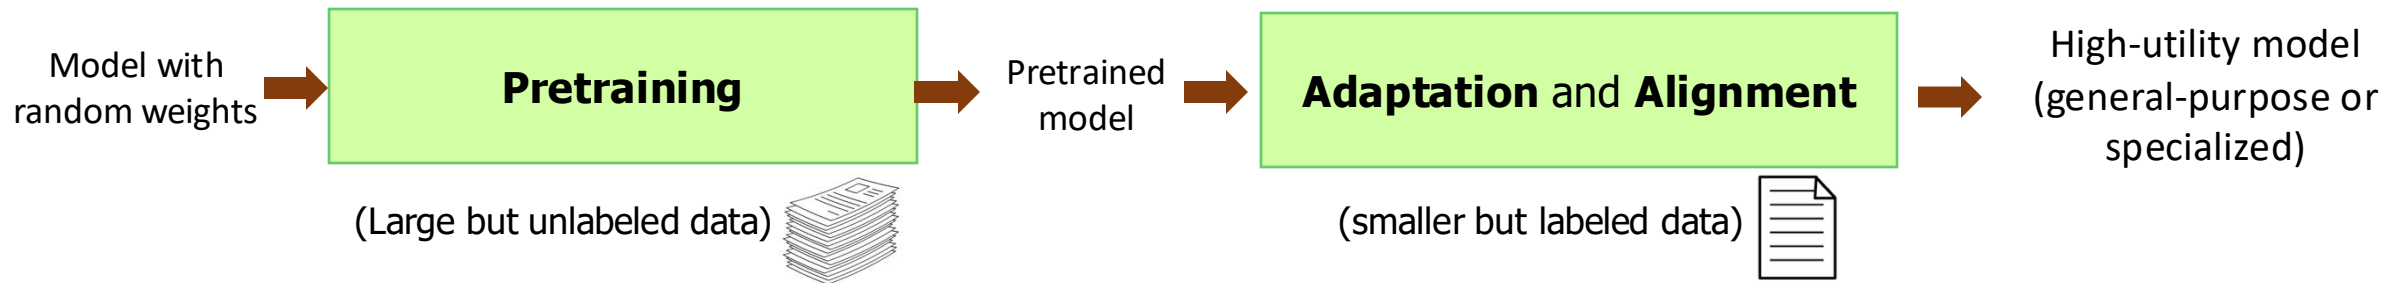 Model with
random weights
Pretraining
(Large but unlabeled data)
Pretrained
model
Adaptation and Alignment
(smaller but labeled data)
High-utility model
(general-purpose or
specialized)